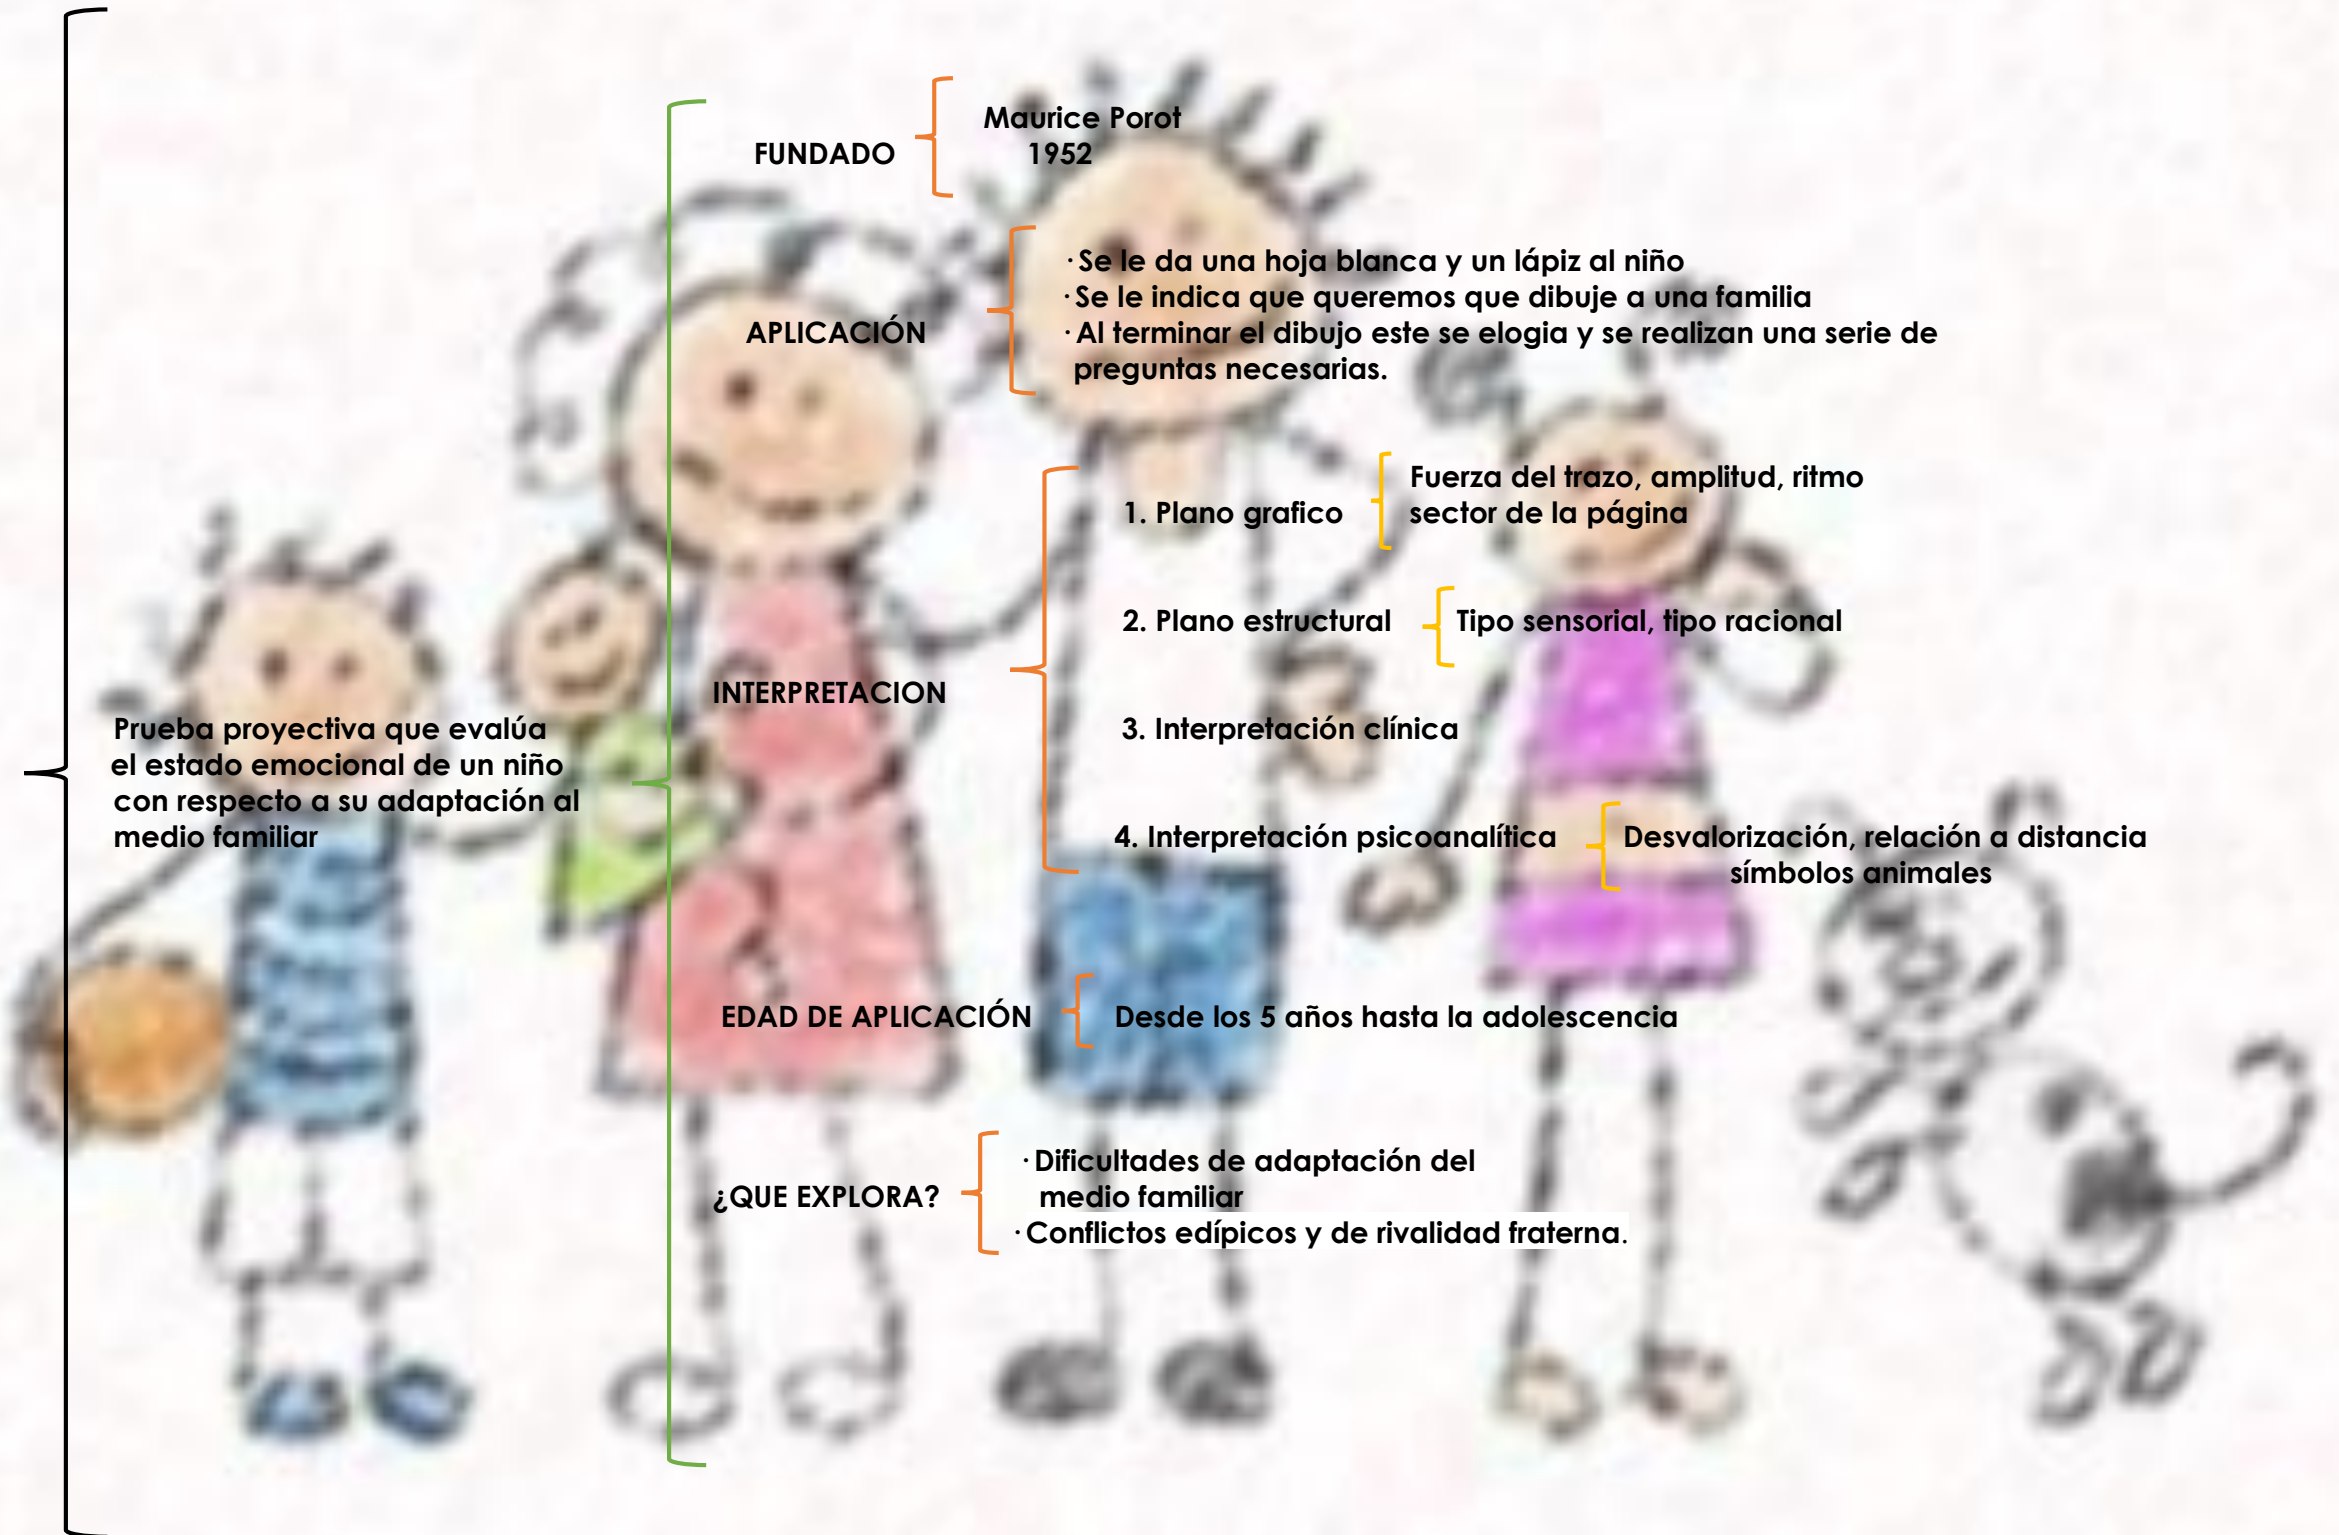 Prueba proyectiva que evalúa
el estado emocional de un niño
con respecto a su adaptación al
medio familiar
FUNDADO
Maurice Porot
1952
APLICACIÓN
· Se le da una hoja blanca y un lápiz al niño
· Se le indica que queremos que dibuje a una familia
· Al terminar el dibujo este se elogia y se realizan una serie de
preguntas necesarias.
INTERPRETACION
1. Plano grafico
Fuerza del trazo, amplitud, ritmo
sector de la página
2. Plano estructural
Tipo sensorial, tipo racional
3. Interpretación clínica
4. Interpretación psicoanalítica
Desvalorización, relación a distancia
símbolos animales
EDAD DE APLICACIÓN
Desde los 5 años hasta la adolescencia
¿QUE EXPLORA?
· Dificultades de adaptación del
medio familiar
· Conflictos edípicos y de rivalidad fraterna.